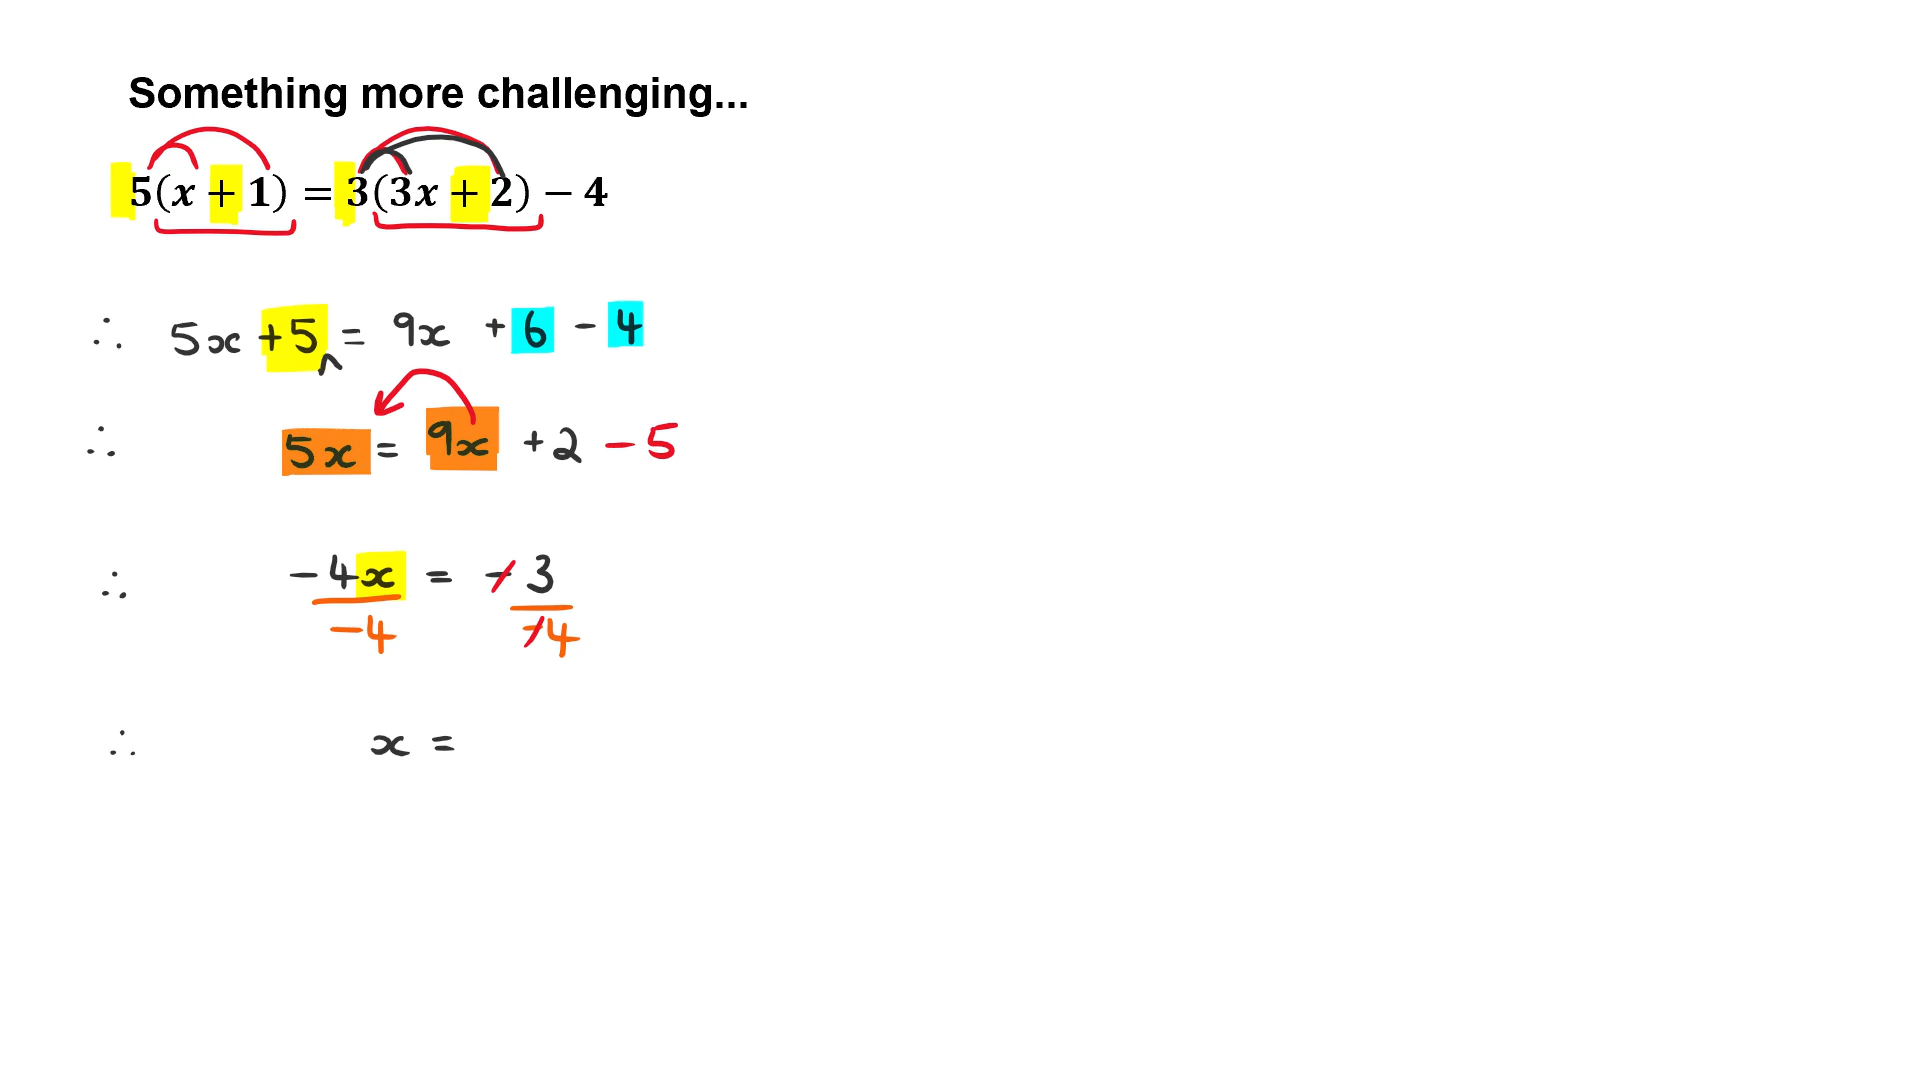 Something more challenging...
5(x + 1) = 3(3x + 2) − 4
∴ 5x +5 = 9x +6 −4
∴ 5x = 9x +2 −5
∴ −4x = −3
−4 −4
∴ x =